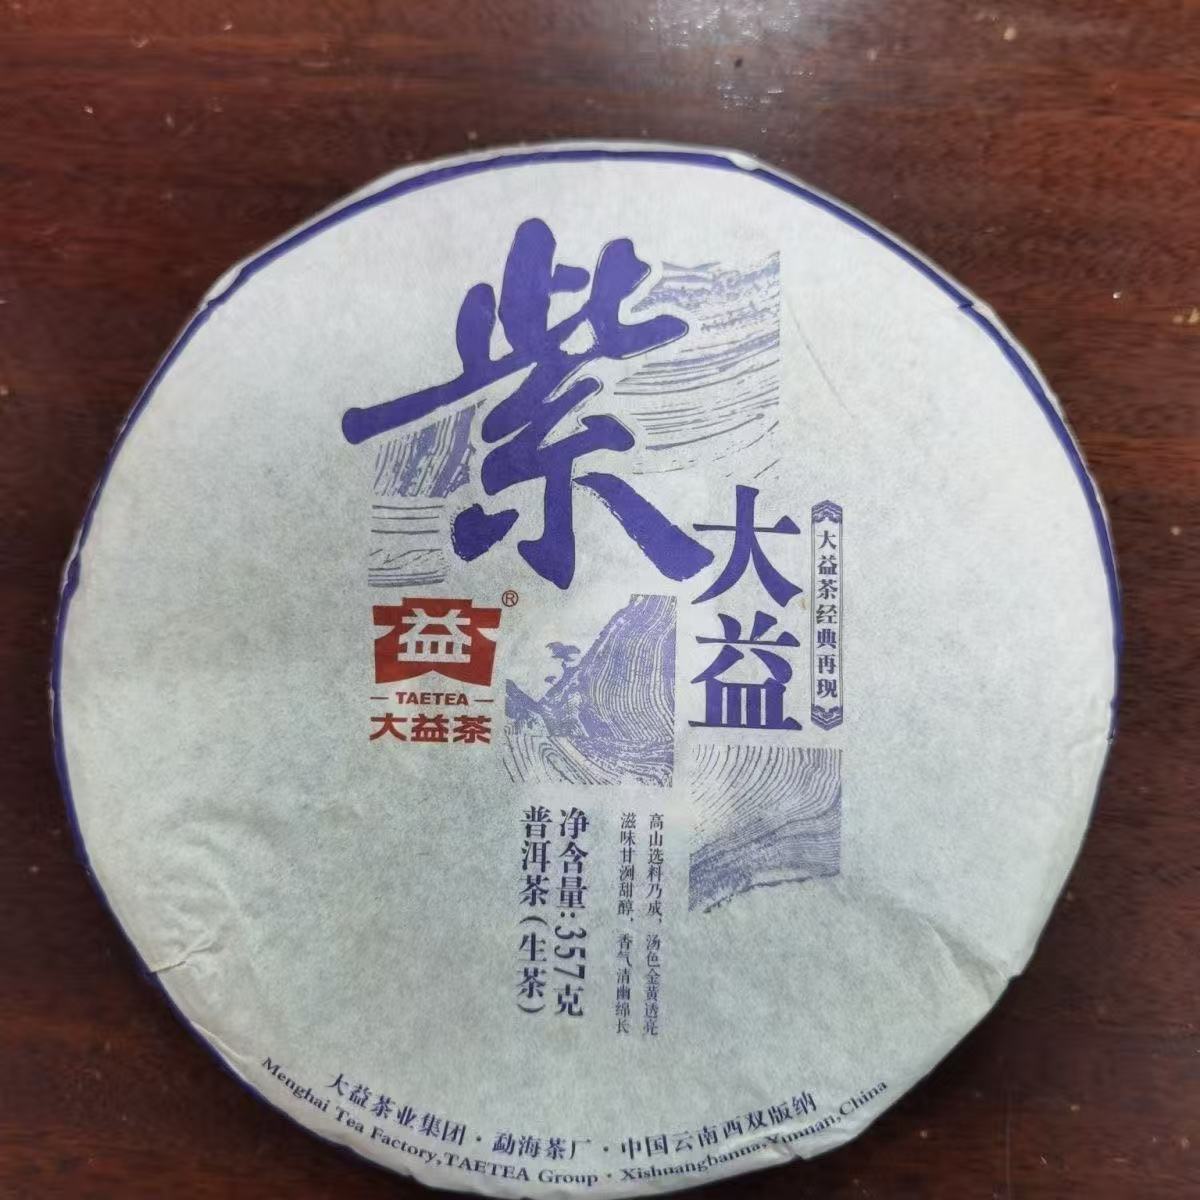 紫
大益
大益茶经典再现
益®
TAETEA
大益茶
高山选料乃成，汤色金黄透亮
滋味甘洌甜醇，香气清幽绵长
净含量:357克
普洱茶(生茶)
大益茶业集团·勐海茶厂·中国云南西双版纳
Menghai Tea Factory,TAETEA Group·Xishuangbanna,Yunnan,China